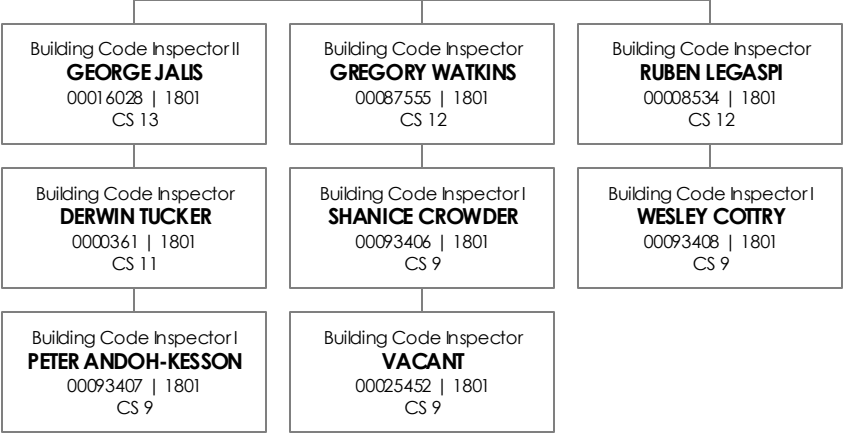 Building Code Inspector II
GEORGE JALIS
00016028 | 1801
CS 13
Building Code Inspector
GREGORY WATKINS
00087555 | 1801
CS 12
Building Code Inspector
RUBEN LEGASPI
00008534 | 1801
CS 12
Building Code Inspector
DERWIN TUCKER
0000361 | 1801
CS 11
Building Code Inspector I
SHANICE CROWDER
00093406 | 1801
CS 9
Building Code Inspector I
WESLEY COTTRY
00093408 | 1801
CS 9
Building Code Inspector I
PETER ANDOH-KESSON
00093407 | 1801
CS 9
Building Code Inspector
VACANT
00025452 | 1801
CS 9